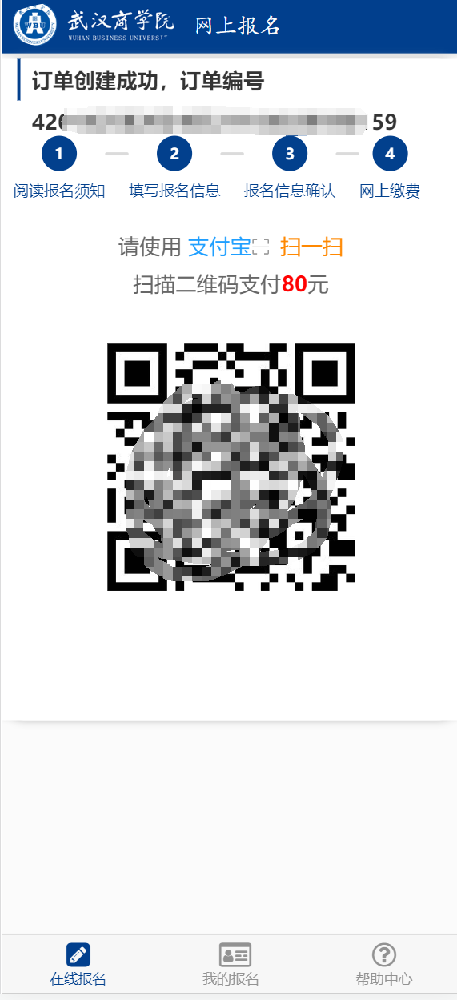 武汉商学院 网上报名
WUHAN BUSINESS UNIVERSITY
订单创建成功，订单编号
420 59
1 2 3 4
阅读报名须知 填写报名信息 报名信息确认 网上缴费
请使用 支付宝 扫一扫
扫描二维码支付80元
在线报名 我的报名 帮助中心